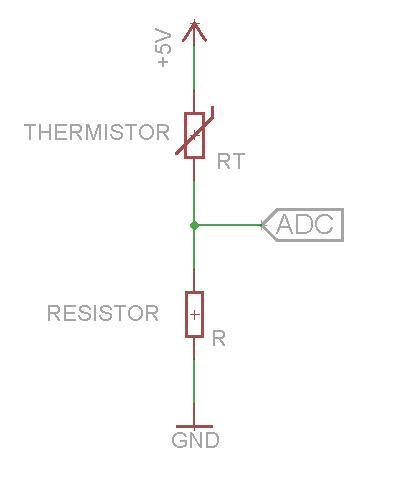 +5V
THERMISTOR
RT
ADC
RESISTOR
R
GND